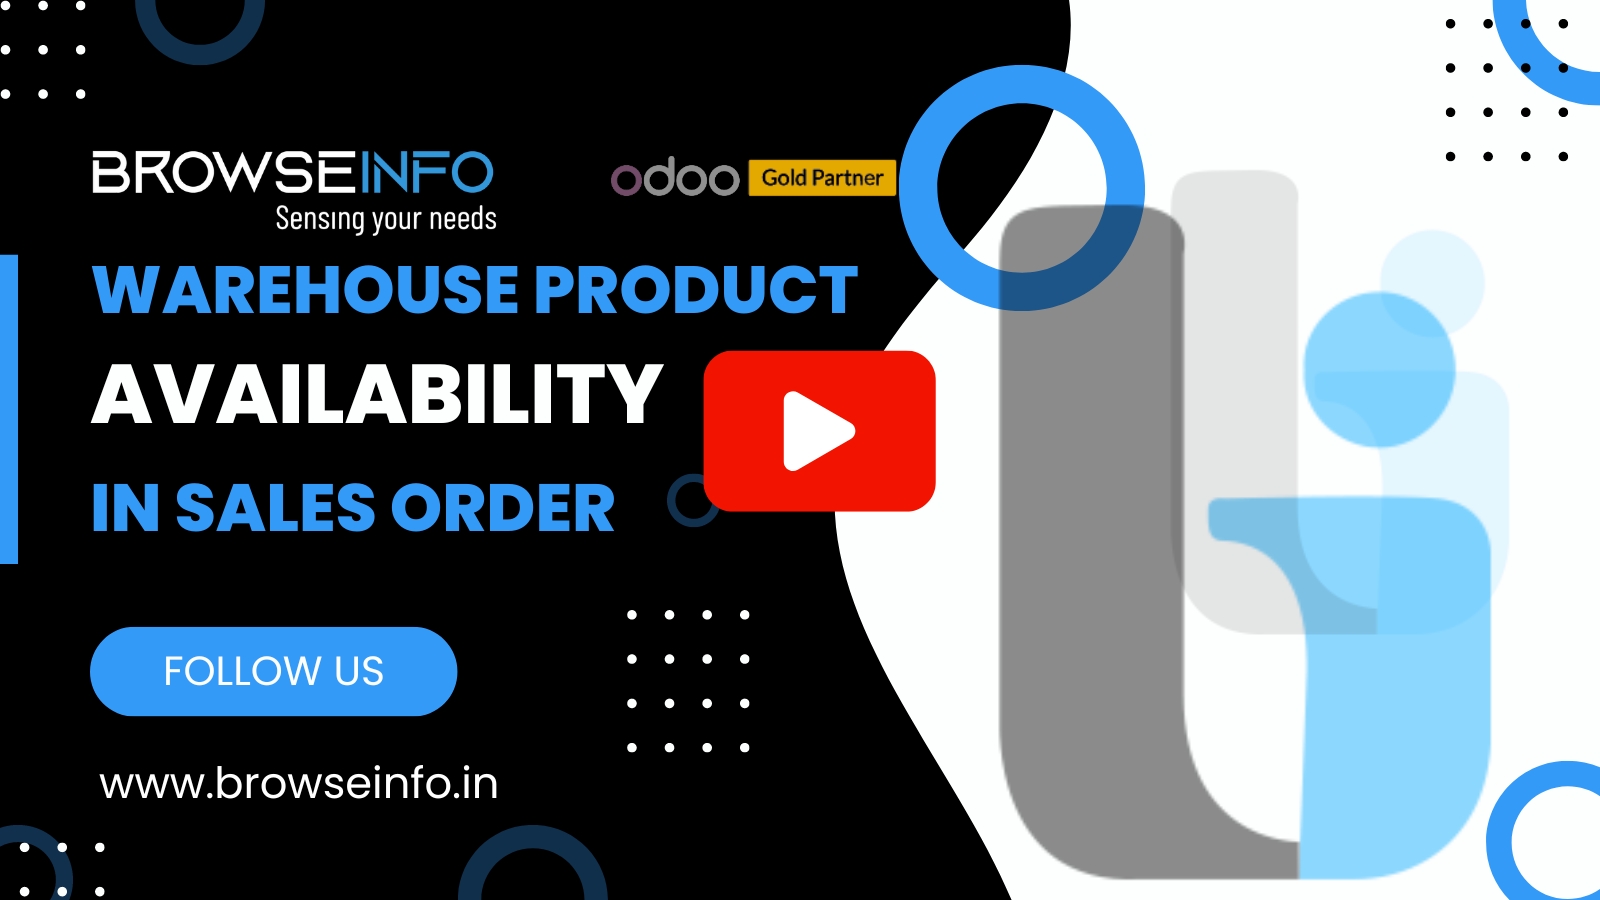 BROWSEINFO
Sensing your needs
odoo Gold Partner
WAREHOUSE PRODUCT
AVAILABILITY
IN SALES ORDER
FOLLOW US
www.browseinfo.in